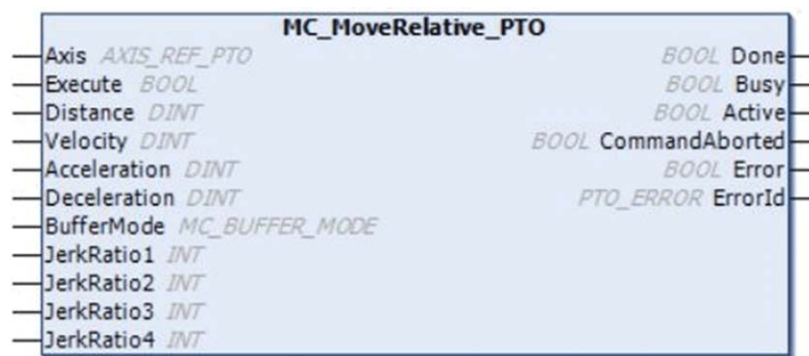 MC_MoveRelative_PTO
Axis AXIS_REF_PTO BOOL Done
Execute BOOL BOOL Busy
Distance DINT BOOL Active
Velocity DINT BOOL CommandAborted
Acceleration DINT BOOL Error
Deceleration DINT PTO_ERROR ErrorId
BufferMode MC_BUFFER_MODE
JerkRatio1 INT
JerkRatio2 INT
JerkRatio3 INT
JerkRatio4 INT